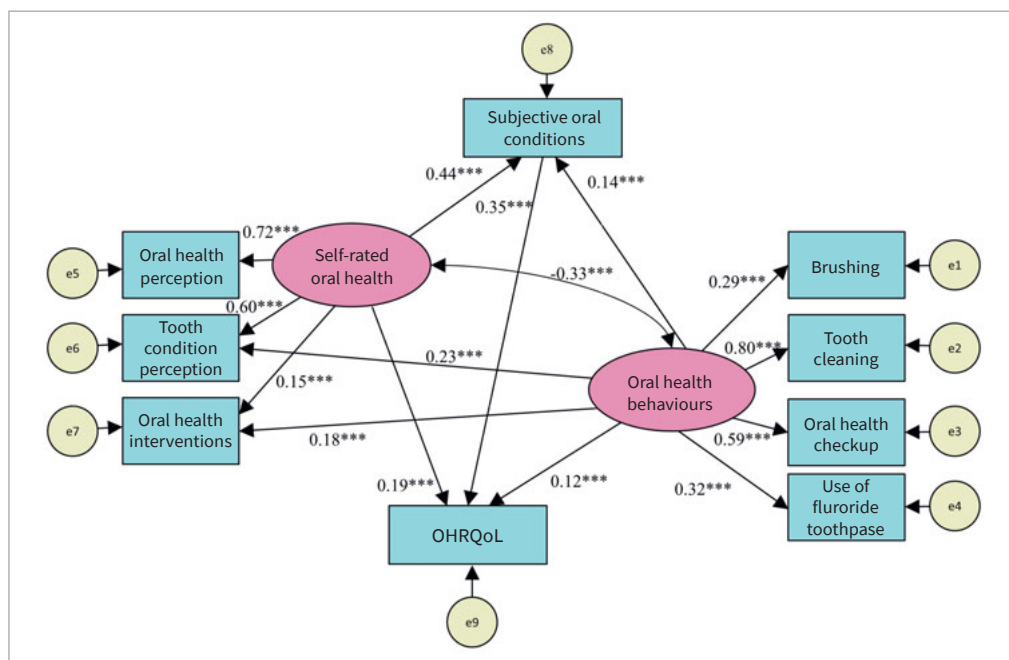 e8
Subjective oral
conditions
0.44***
0.14***
0.35***
0.72***
e5
Oral health
perception
Self-rated
oral health
-0.33***
0.29***
Brushing
e1
0.60***
e6
Tooth
condition
perception
0.23***
0.80***
Tooth
cleaning
e2
0.15***
Oral health
behaviours
e7
Oral health
interventions
0.18***
0.59***
Oral health
checkup
e3
0.19***
0.12***
0.32***
Use of
fluroride
toothpase
e4
OHRQoL
e9